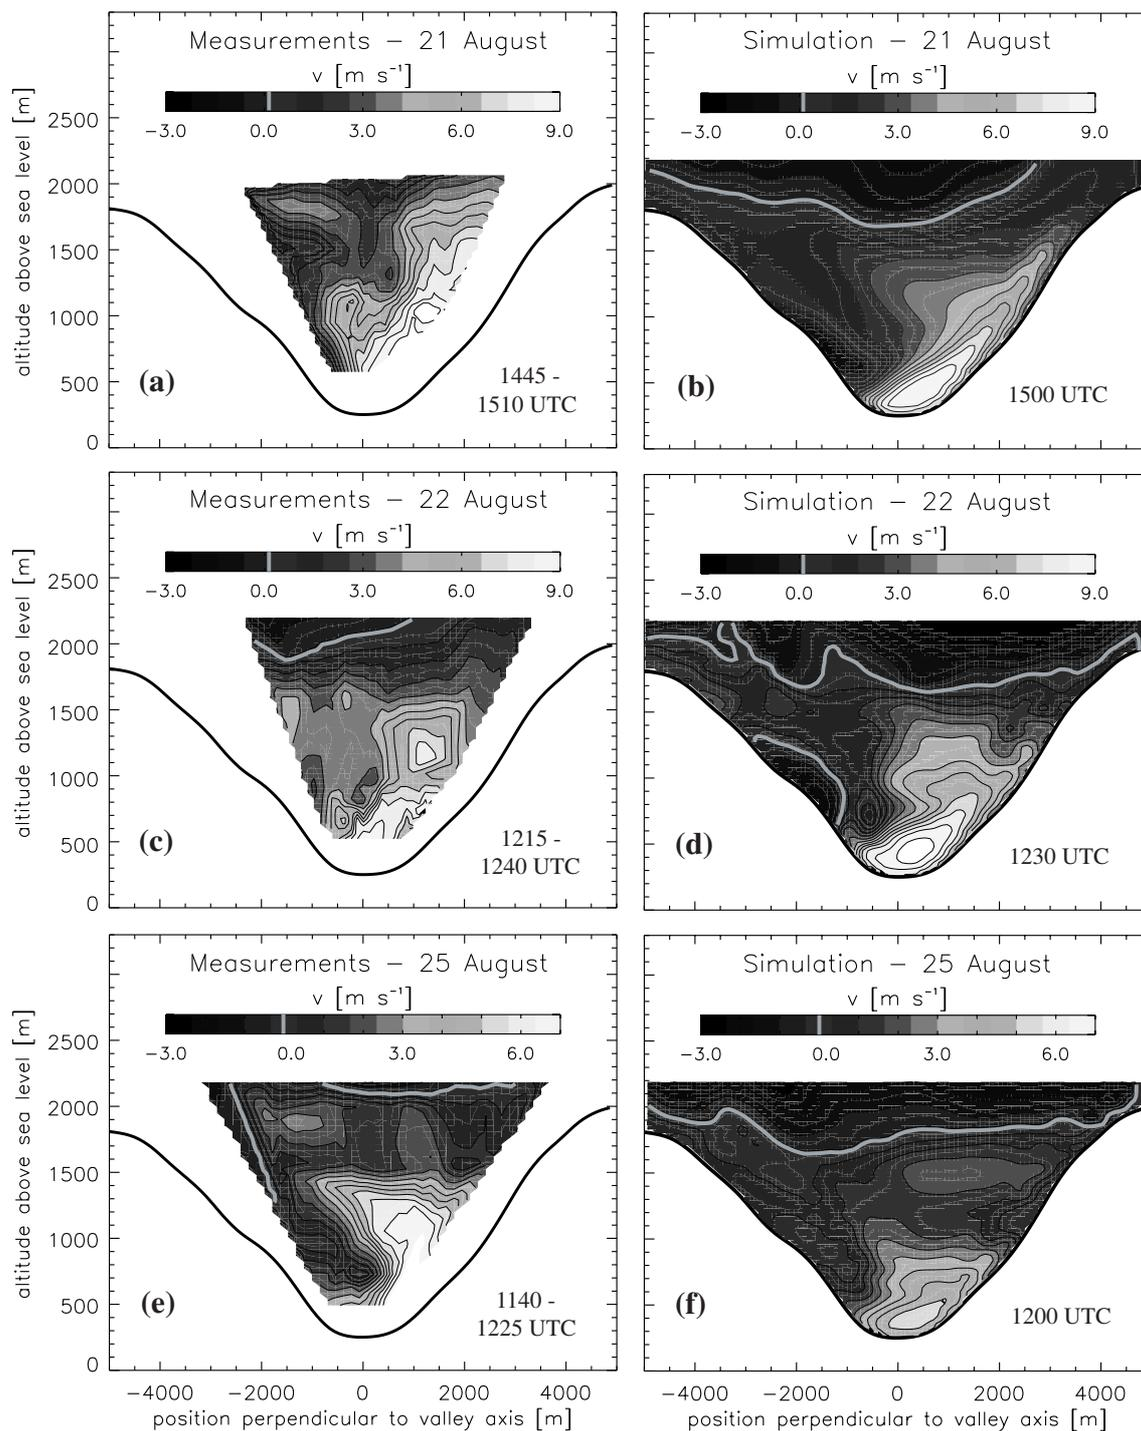 Measurements – 21 August
v [m s⁻¹]
−3.0 0.0 3.0 6.0 9.0
altitude above sea level [m]
2500
2000
1500
1000
500
0
(a)
1445 -
1510 UTC
Simulation – 21 August
v [m s⁻¹]
−3.0 0.0 3.0 6.0 9.0
(b)
1500 UTC
Measurements – 22 August
v [m s⁻¹]
−3.0 0.0 3.0 6.0 9.0
altitude above sea level [m]
2500
2000
1500
1000
500
0
(c)
1215 -
1240 UTC
Simulation – 22 August
v [m s⁻¹]
−3.0 0.0 3.0 6.0 9.0
(d)
1230 UTC
Measurements – 25 August
v [m s⁻¹]
−3.0 0.0 3.0 6.0
altitude above sea level [m]
2500
2000
1500
1000
500
0
(e)
1140 -
1225 UTC
−4000 −2000 0 2000 4000
position perpendicular to valley axis [m]
Simulation – 25 August
v [m s⁻¹]
−3.0 0.0 3.0 6.0
(f)
1200 UTC
−4000 −2000 0 2000 4000
position perpendicular to valley axis [m]